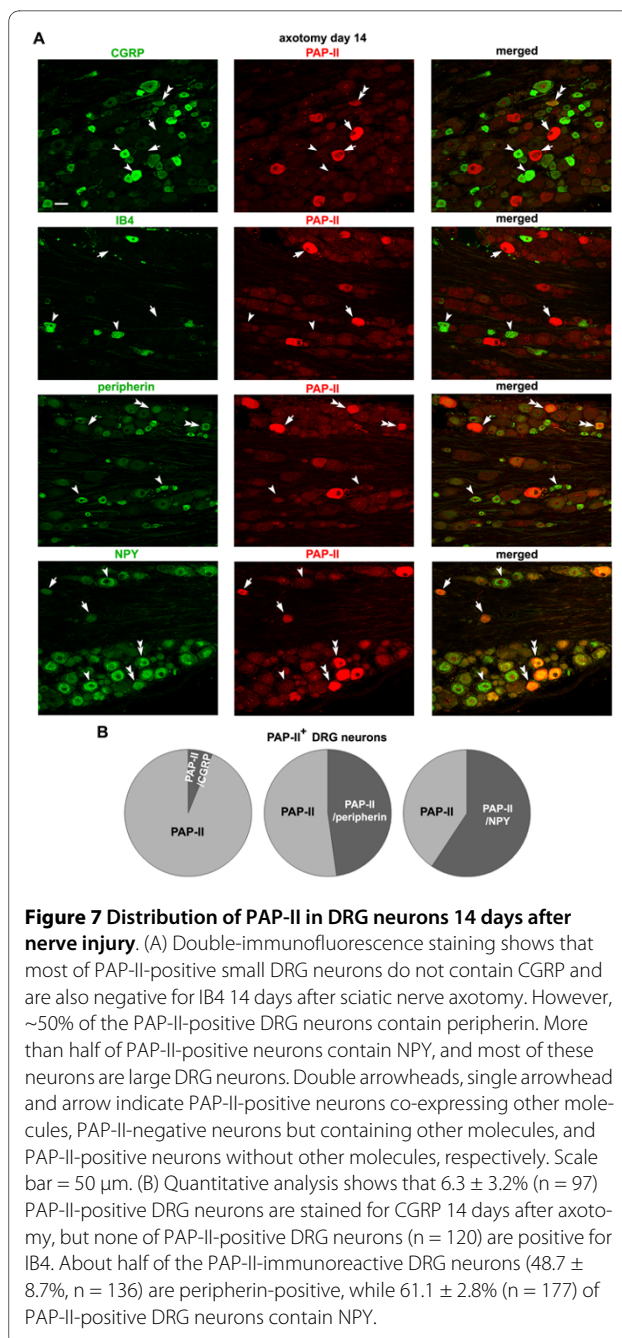 A
axotomy day 14
CGRP PAP-II merged
IB4 PAP-II merged
peripherin PAP-II merged
NPY PAP-II merged
B
PAP-II+ DRG neurons
PAP-II
/CGRP
PAP-II
PAP-II
PAP-II
/peripherin
PAP-II
PAP-II
/NPY
Figure 7 Distribution of PAP-II in DRG neurons 14 days after
nerve injury. (A) Double-immunofluorescence staining shows that
most of PAP-II-positive small DRG neurons do not contain CGRP and
are also negative for IB4 14 days after sciatic nerve axotomy. However,
~50% of the PAP-II-positive DRG neurons contain peripherin. More
than half of PAP-II-positive neurons contain NPY, and most of these
neurons are large DRG neurons. Double arrowheads, single arrowhead
and arrow indicate PAP-II-positive neurons co-expressing other mole-
cules, PAP-II-negative neurons but containing other molecules, and
PAP-II-positive neurons without other molecules, respectively. Scale
bar = 50 μm. (B) Quantitative analysis shows that 6.3 ± 3.2% (n = 97)
PAP-II-positive DRG neurons are stained for CGRP 14 days after axoto-
my, but none of PAP-II-positive DRG neurons (n = 120) are positive for
IB4. About half of the PAP-II-immunoreactive DRG neurons (48.7 ±
8.7%, n = 136) are peripherin-positive, while 61.1 ± 2.8% (n = 177) of
PAP-II-positive DRG neurons contain NPY.